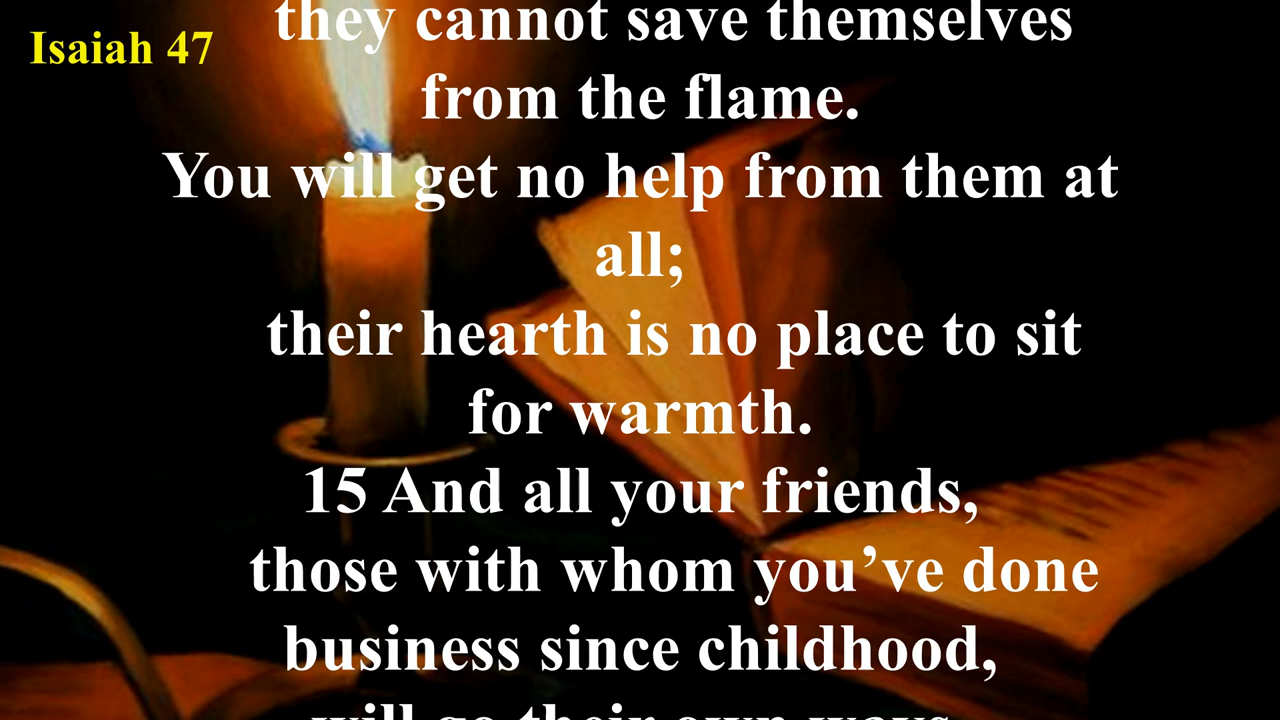 Isaiah 47
they cannot save themselves
from the flame.
You will get no help from them at
all;
their hearth is no place to sit
for warmth.
15 And all your friends,
those with whom you’ve done
business since childhood,
will go their own ways